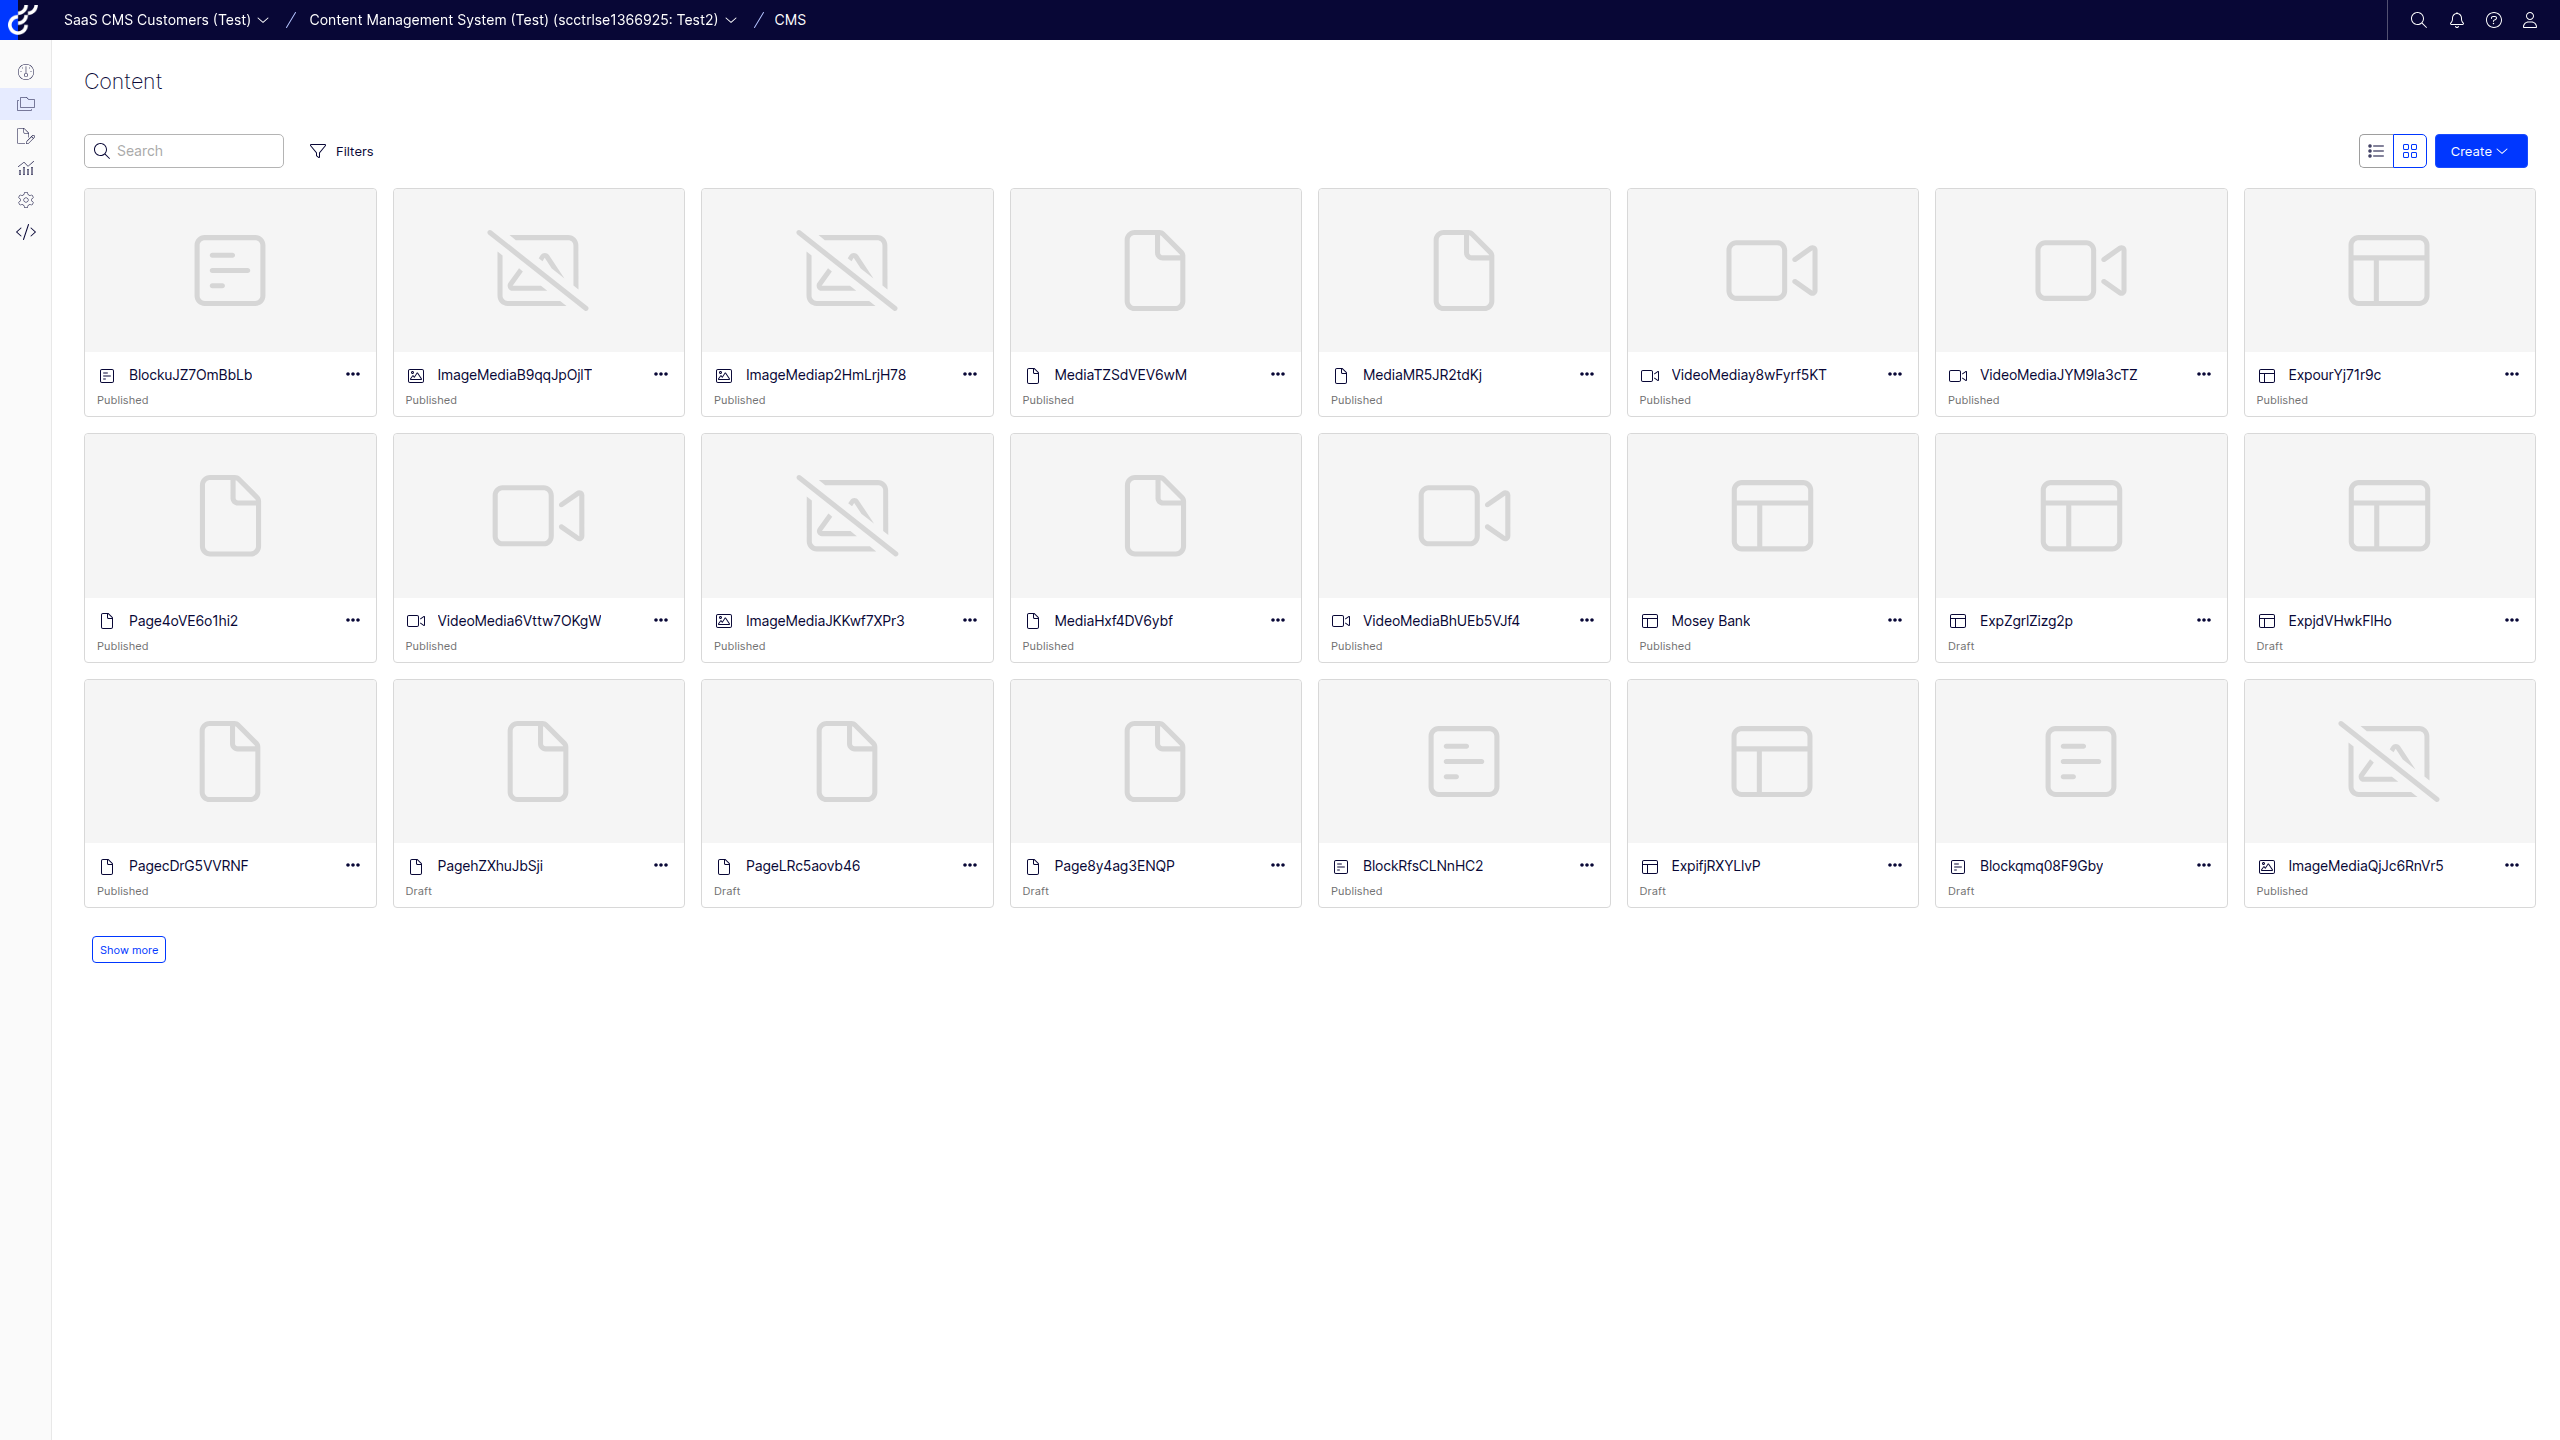 SaaS CMS Customers (Test) / Content Management System (Test) (scctrlse1366925: Test2) / CMS
Content
Search Filters Create
BlockuJZ7OmBbLb ImageMediaB9qqJpOjIT ImageMediap2HmLrjH78 MediaTZSdVEV6wM MediaMR5JR2tdKj VideoMediay8wFyrf5KT VideoMediaJYM9la3cTZ ExpourYj71r9c
Published Published Published Published Published Published Published Published
Page4oVE6o1hi2 VideoMedia6Vttw7OKgW ImageMediaJKKwf7XPr3 MediaHxf4DV6ybf VideoMediaBhUEb5VJf4 Mosey Bank ExpZgrlZizg2p ExpjdVHwkFlHo
Published Published Published Published Published Published Draft Draft
PagecDrG5VVRNF PagehZXhuJbSji PageLRc5aovb46 Page8y4ag3ENQP BlockRfsCLNnHC2 ExpifjRXYLlvP Blockqmq08F9Gby ImageMediaQjJc6RnVr5
Published Draft Draft Draft Published Draft Draft Published
Show more